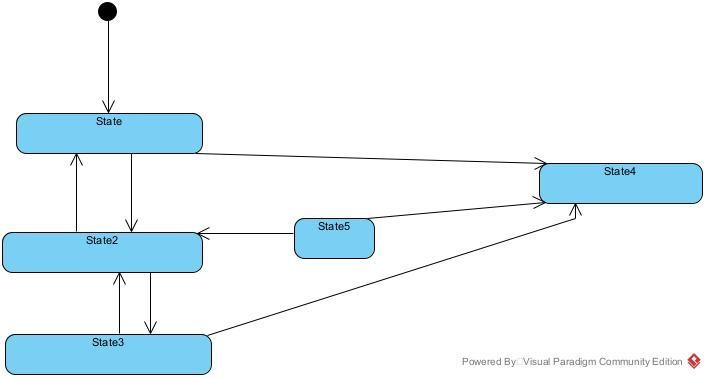 State
State4
State5
State2
State3
Powered By Visual Paradigm Community Edition